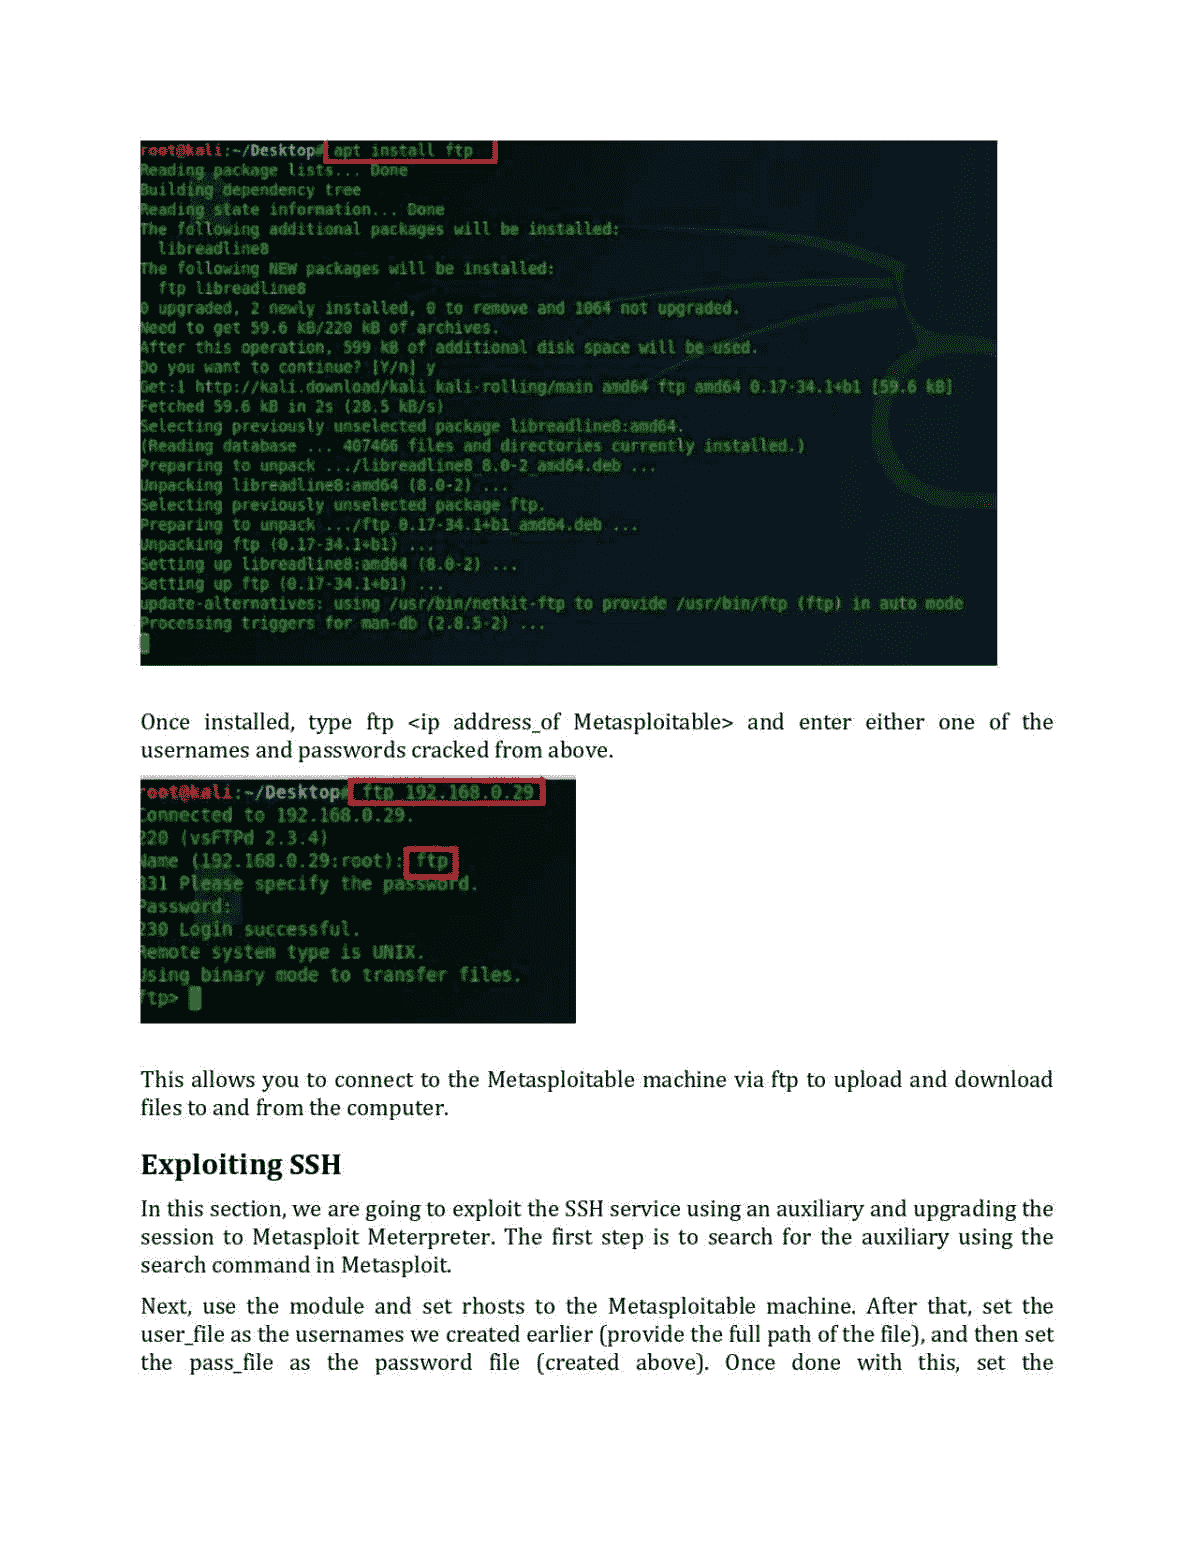 root@kali:~/Desktop# apt install ftp
Reading package lists... Done
Building dependency tree
Reading state information... Done
The following additional packages will be installed:
libreadline8
The following NEW packages will be installed:
ftp libreadline8
0 upgraded, 2 newly installed, 0 to remove and 1064 not upgraded.
Need to get 59.6 kB/220 kB of archives.
After this operation, 599 kB of additional disk space will be used.
Do you want to continue? [Y/n] y
Get:1 http://kali.download/kali kali-rolling/main amd64 ftp amd64 0.17-34.1+b1 [59.6 kB]
Fetched 59.6 kB in 2s (28.5 kB/s)
Selecting previously unselected package libreadline8:amd64.
(Reading database ... 407466 files and directories currently installed.)
Preparing to unpack .../libreadline8_8.0-2_amd64.deb ...
Unpacking libreadline8:amd64 (8.0-2) ...
Selecting previously unselected package ftp.
Preparing to unpack .../ftp_0.17-34.1+b1_amd64.deb ...
Unpacking ftp (0.17-34.1+b1) ...
Setting up libreadline8:amd64 (8.0-2) ...
Setting up ftp (0.17-34.1+b1) ...
update-alternatives: using /usr/bin/netkit-ftp to provide /usr/bin/ftp (ftp) in auto mode
Processing triggers for man-db (2.8.5-2) ...
Once installed, type ftp <ip address_of Metasploitable> and enter either one of the
usernames and passwords cracked from above.
root@kali:~/Desktop# ftp 192.168.0.29
Connected to 192.168.0.29.
220 (vsFTPd 2.3.4)
Name (192.168.0.29:root): ftp
331 Please specify the password.
Password:
230 Login successful.
Remote system type is UNIX.
Using binary mode to transfer files.
ftp>
This allows you to connect to the Metasploitable machine via ftp to upload and download
files to and from the computer.
Exploiting SSH
In this section, we are going to exploit the SSH service using an auxiliary and upgrading the
session to Metasploit Meterpreter. The first step is to search for the auxiliary using the
search command in Metasploit.
Next, use the module and set rhosts to the Metasploitable machine. After that, set the
user_file as the usernames we created earlier (provide the full path of the file), and then set
the pass_file as the password file (created above). Once done with this, set the